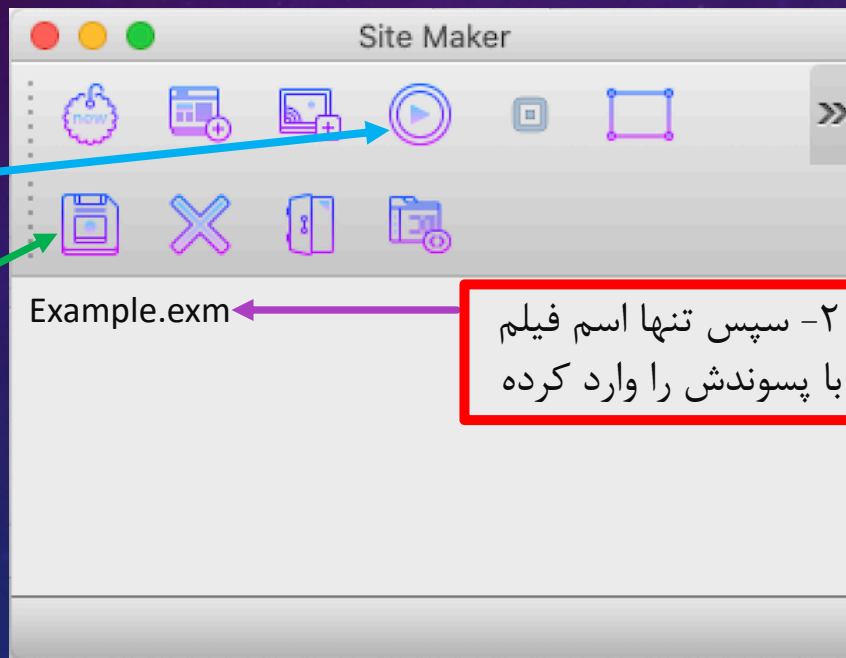 Site Maker
now
Example.exm
۲- سپس تنها اسم فیلم
با پسوندش را وارد کرده